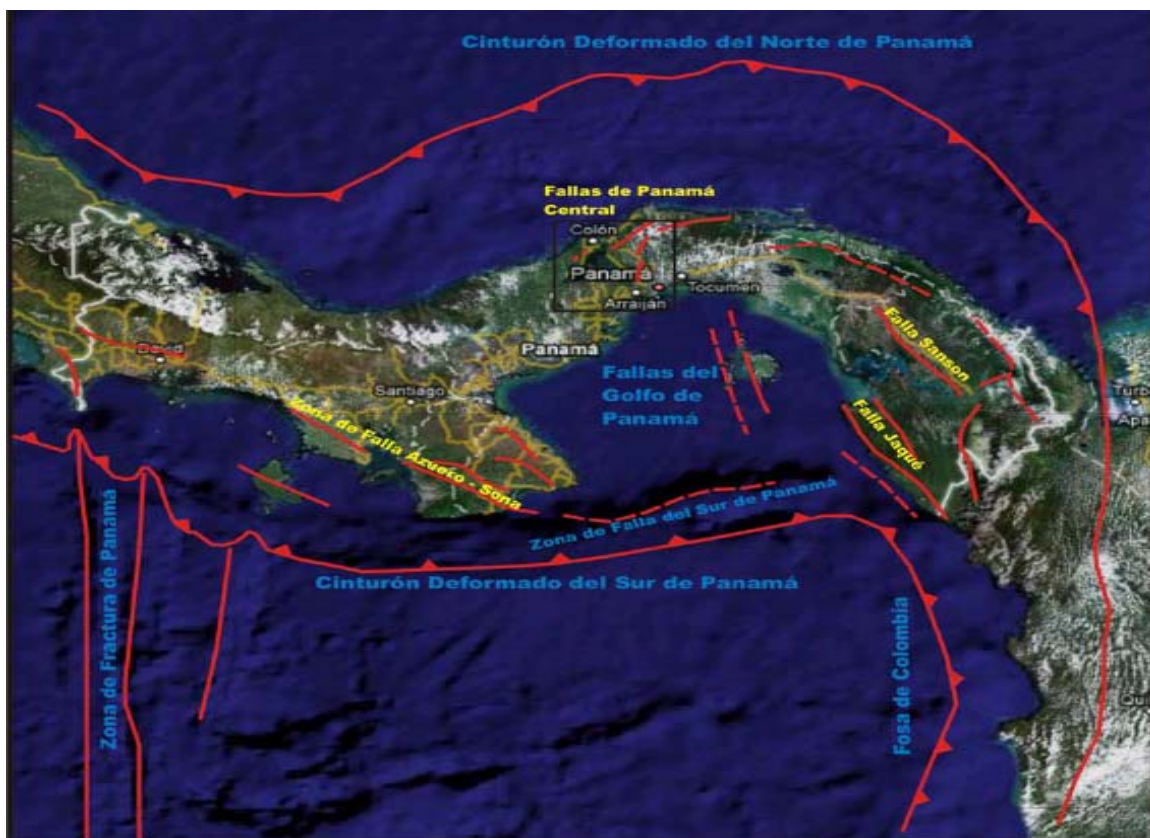 Cinturón Deformado del Norte de Panamá
Fallas de Panamá
Central
Colón
Panamá
Tocumen
Arraiján
David
Panamá
Santiago
Fallas del
Golfo de
Panamá
Falla Sanson
Falla Jaqué
Zona de Falla Azuero - Sona
Zona de Falla del Sur de Panamá
Cinturón Deformado del Sur de Panamá
Zona de Fractura de Panamá
Fosa de Colombia
Turbo
Apa
Qu